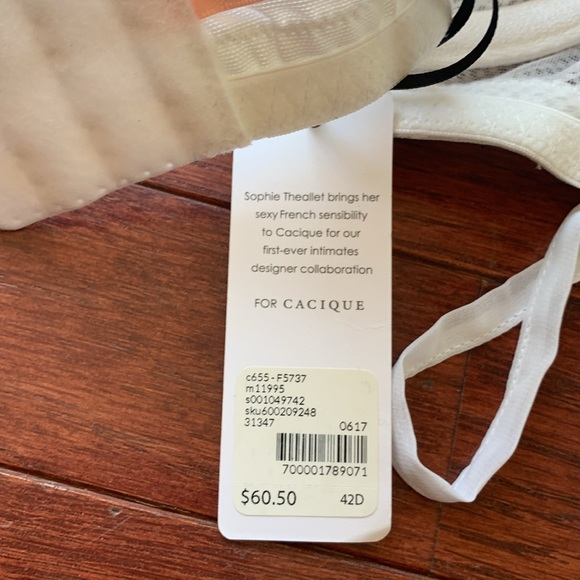 Sophie Theallet brings her
sexy French sensibility
to Cacique for our
first-ever intimates
designer collaboration
FOR CACIQUE
c655-F5737
m11995
s001049742
sku600209248
31347 0617
700001789071
$60.50 42D